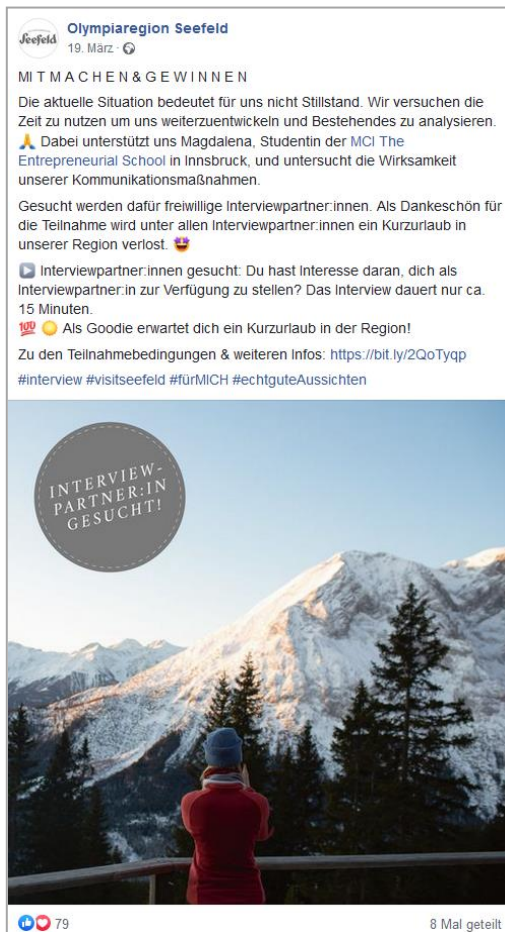 Seefeld
Olympiaregion Seefeld
19. März ·
MITMACHEN&GEWINNEN
Die aktuelle Situation bedeutet für uns nicht Stillstand. Wir versuchen die
Zeit zu nutzen um uns weiterzuentwickeln und Bestehendes zu analysieren.
🙏 Dabei unterstützt uns Magdalena, Studentin der MCI The
Entrepreneurial School in Innsbruck, und untersucht die Wirksamkeit
unserer Kommunikationsmaßnahmen.
Gesucht werden dafür freiwillige Interviewpartner:innen. Als Dankeschön für
die Teilnahme wird unter allen Interviewpartner:innen ein Kurzurlaub in
unserer Region verlost. 🤩
▶️ Interviewpartner:innen gesucht: Du hast Interesse daran, dich als
Interviewpartner:in zur Verfügung zu stellen? Das Interview dauert nur ca.
15 Minuten.
💯 🌕 Als Goodie erwartet dich ein Kurzurlaub in der Region!
Zu den Teilnahmebedingungen & weiteren Infos: https://bit.ly/2QoTyqp
#interview #visitseefeld #fürMICH #echtguteAussichten
INTERVIEW-
PARTNER:IN
GESUCHT!
79
8 Mal geteilt